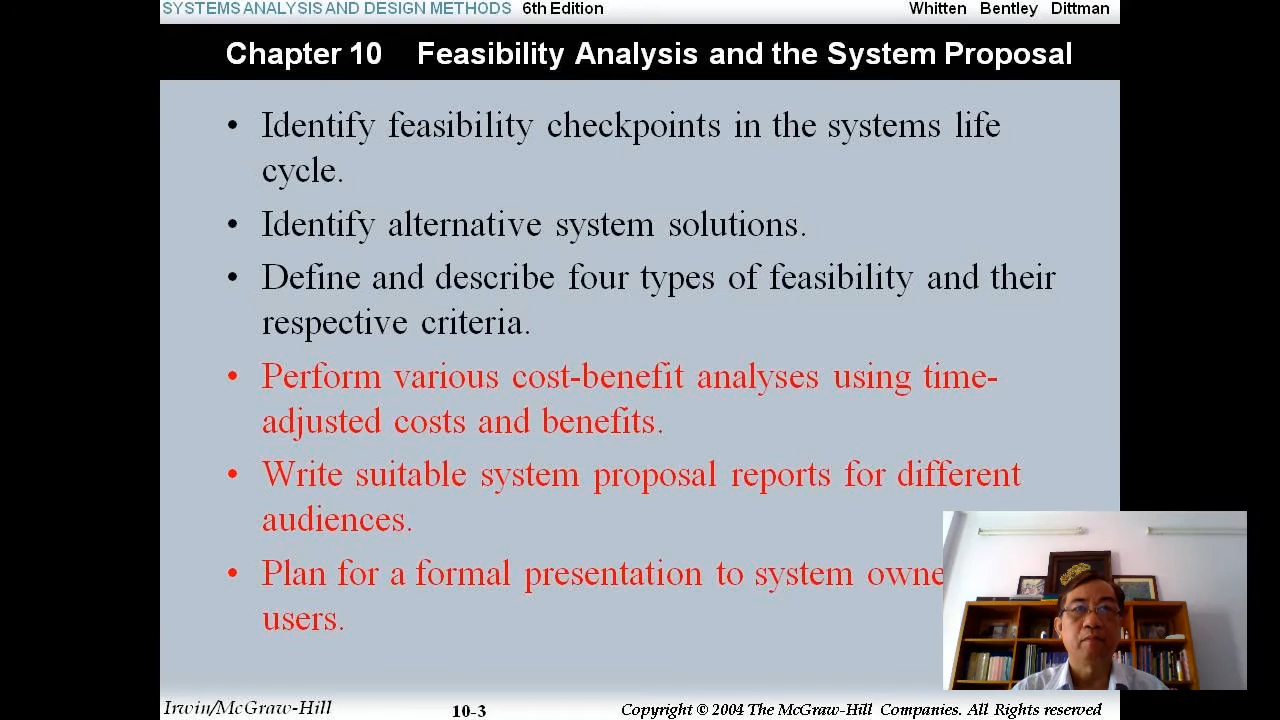 SYSTEMS ANALYSIS AND DESIGN METHODS 6th Edition Whitten Bentley Dittman
Chapter 10 Feasibility Analysis and the System Proposal
• Identify feasibility checkpoints in the systems life
cycle.
• Identify alternative system solutions.
• Define and describe four types of feasibility and their
respective criteria.
• Perform various cost-benefit analyses using time-
adjusted costs and benefits.
• Write suitable system proposal reports for different
audiences.
• Plan for a formal presentation to system
users.
Irwin/McGraw-Hill 10-3 Copyright © 2004 The McGraw-Hill Companies. All Rights reserved